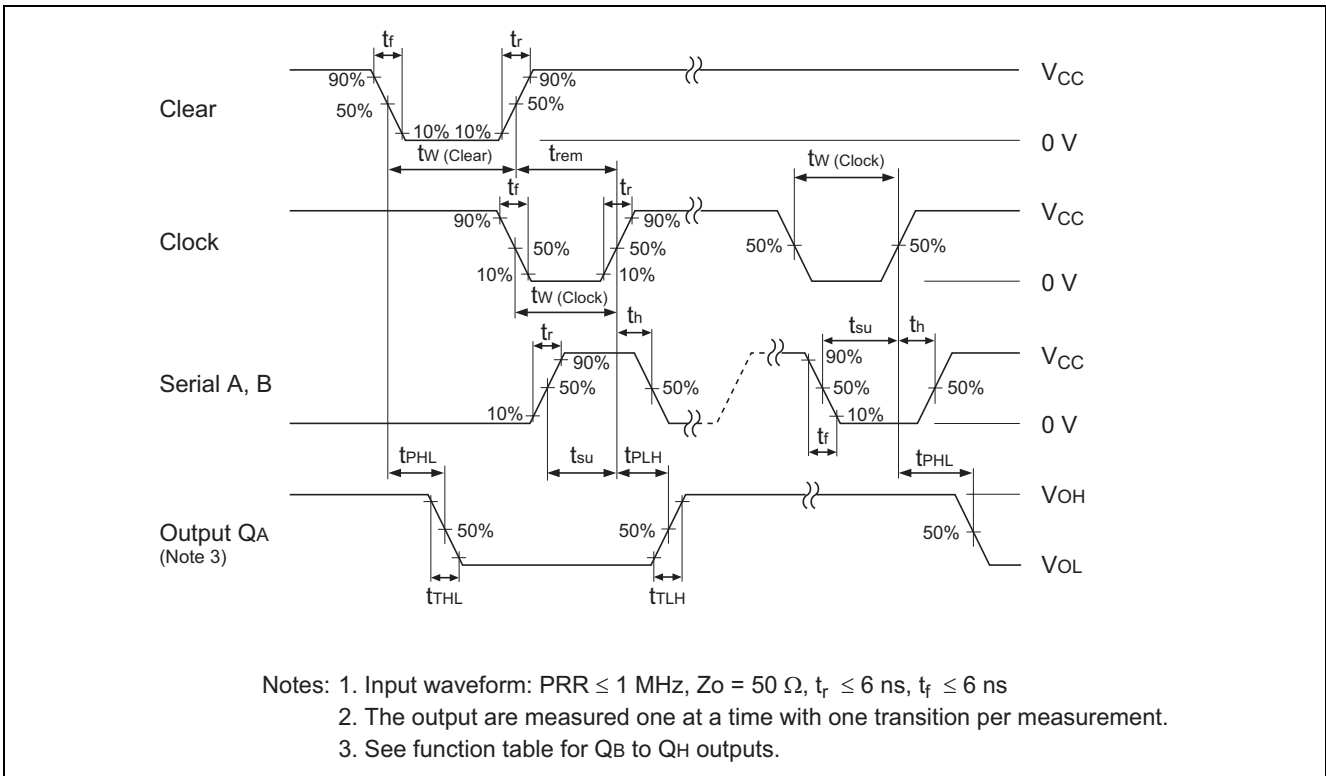 tf tr
90% 90% VCC
Clear 50% 50%
10% 10% 0 V
tW (Clear) trem tW (Clock)
tf tr
90% 90% VCC
Clock 50% 50% 50% 50%
10% 10% 0 V
tW (Clock) th tsu th
tr
90% 90% VCC
Serial A, B 50% 50% 50% 50%
10% 10% 0 V
tf
tPHL tsu tPLH tPHL
VOH
Output QA 50% 50% 50%
(Note 3)
VOL
tTHL tTLH
Notes: 1. Input waveform: PRR ≤ 1 MHz, Zo = 50 Ω, tr ≤ 6 ns, tf ≤ 6 ns
2. The output are measured one at a time with one transition per measurement.
3. See function table for QB to QH outputs.